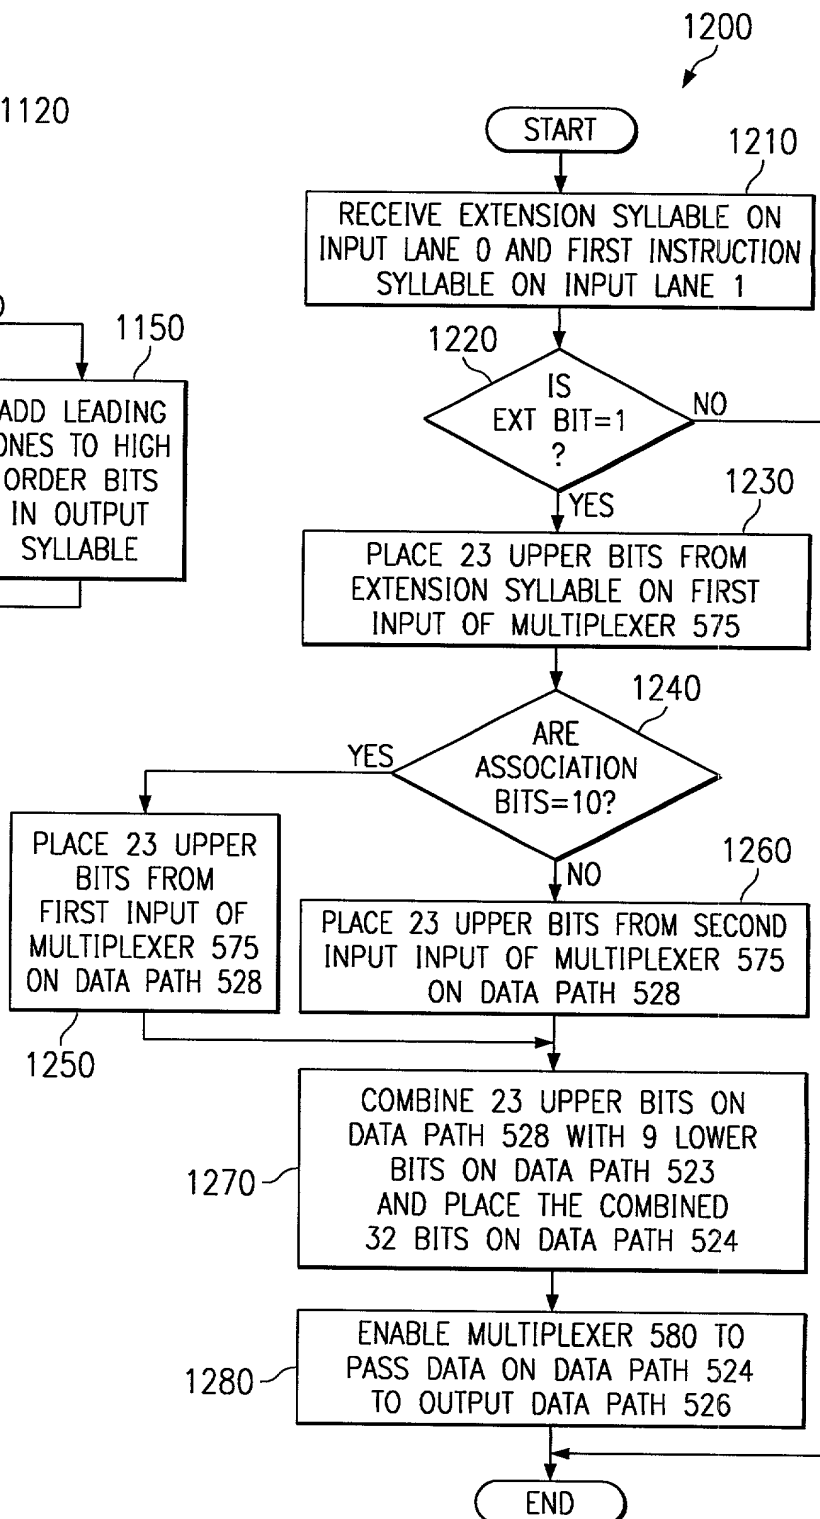 1200
1120
START
1210
RECEIVE EXTENSION SYLLABLE ON
INPUT LANE 0 AND FIRST INSTRUCTION
SYLLABLE ON INPUT LANE 1
1150
ADD LEADING
ONES TO HIGH
ORDER BITS
IN OUTPUT
SYLLABLE
1220
IS
EXT BIT=1
?
NO
YES
1230
PLACE 23 UPPER BITS FROM
EXTENSION SYLLABLE ON FIRST
INPUT OF MULTIPLEXER 575
1240
ARE
ASSOCIATION
BITS=10?
YES
NO
PLACE 23 UPPER
BITS FROM
FIRST INPUT OF
MULTIPLEXER 575
ON DATA PATH 528
1250
1260
PLACE 23 UPPER BITS FROM SECOND
INPUT INPUT OF MULTIPLEXER 575
ON DATA PATH 528
1270
COMBINE 23 UPPER BITS ON
DATA PATH 528 WITH 9 LOWER
BITS ON DATA PATH 523
AND PLACE THE COMBINED
32 BITS ON DATA PATH 524
1280
ENABLE MULTIPLEXER 580 TO
PASS DATA ON DATA PATH 524
TO OUTPUT DATA PATH 526
END